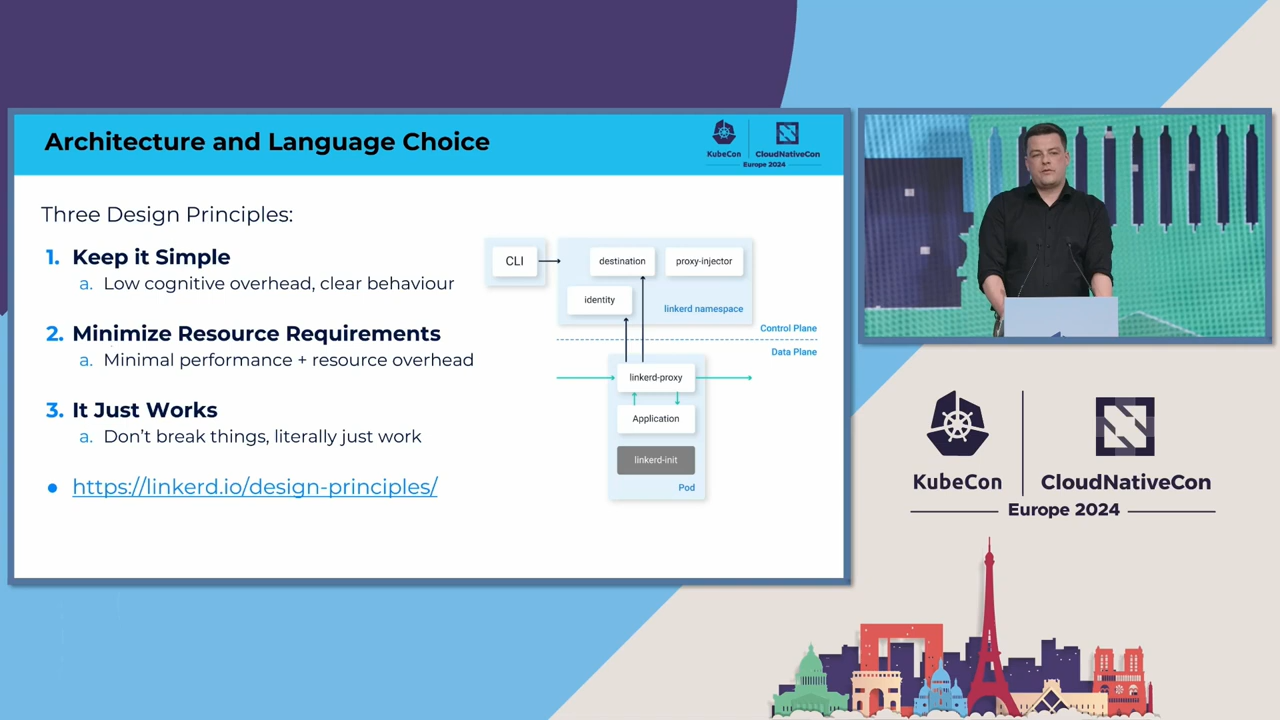 Architecture and Language Choice
KubeCon
CloudNativeCon
Europe 2024
Three Design Principles:
1. Keep it Simple
a. Low cognitive overhead, clear behaviour
2. Minimize Resource Requirements
a. Minimal performance + resource overhead
3. It Just Works
a. Don't break things, literally just work
• https://linkerd.io/design-principles/
CLI
destination
proxy-injector
identity
linkerd namespace
Control Plane
Data Plane
linkerd-proxy
Application
linkerd-init
Pod
KubeCon
CloudNativeCon
Europe 2024